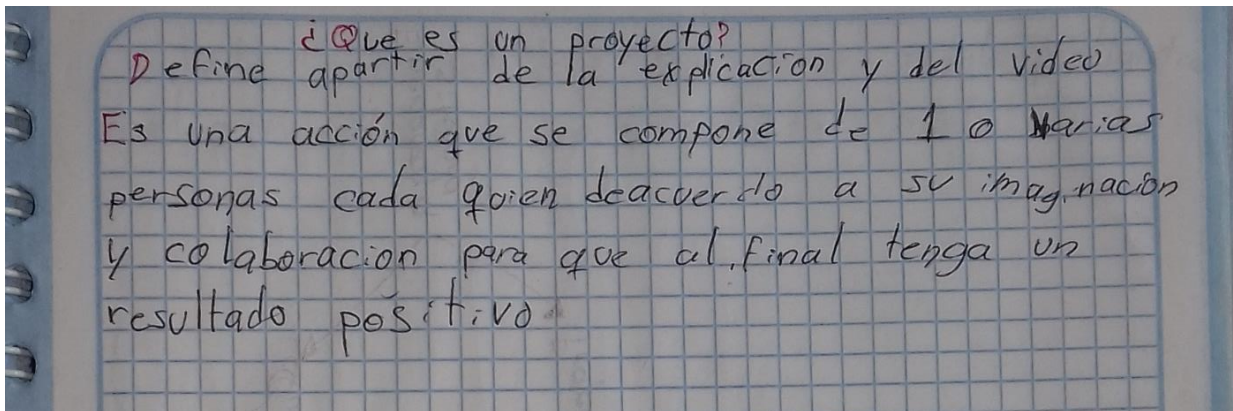 ¿Que es un proyecto?
Define apartir de la explicacion y del video
Es una acción que se compone de 1 o varias
personas cada quien deacuerdo a su imaginacion
y colaboracion para que al final tenga un
resultado positivo